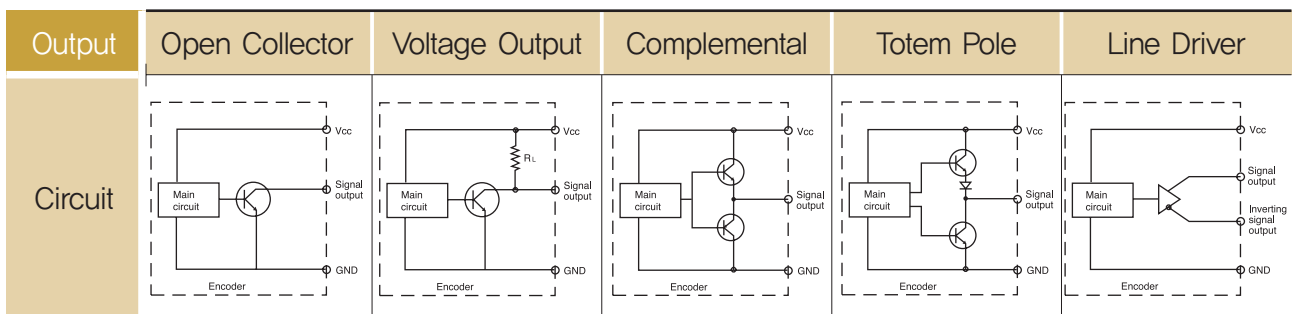 Output
Open Collector
Voltage Output
Complemental
Totem Pole
Line Driver
Circuit
Vcc
Main
circuit
Signal
output
GND
Encoder
Vcc
RL
Main
circuit
Signal
output
GND
Encoder
Vcc
Main
circuit
Signal
output
GND
Encoder
Vcc
Main
circuit
Signal
output
GND
Encoder
Vcc
Main
circuit
Signal
output
Inverting
signal
output
GND
Encoder